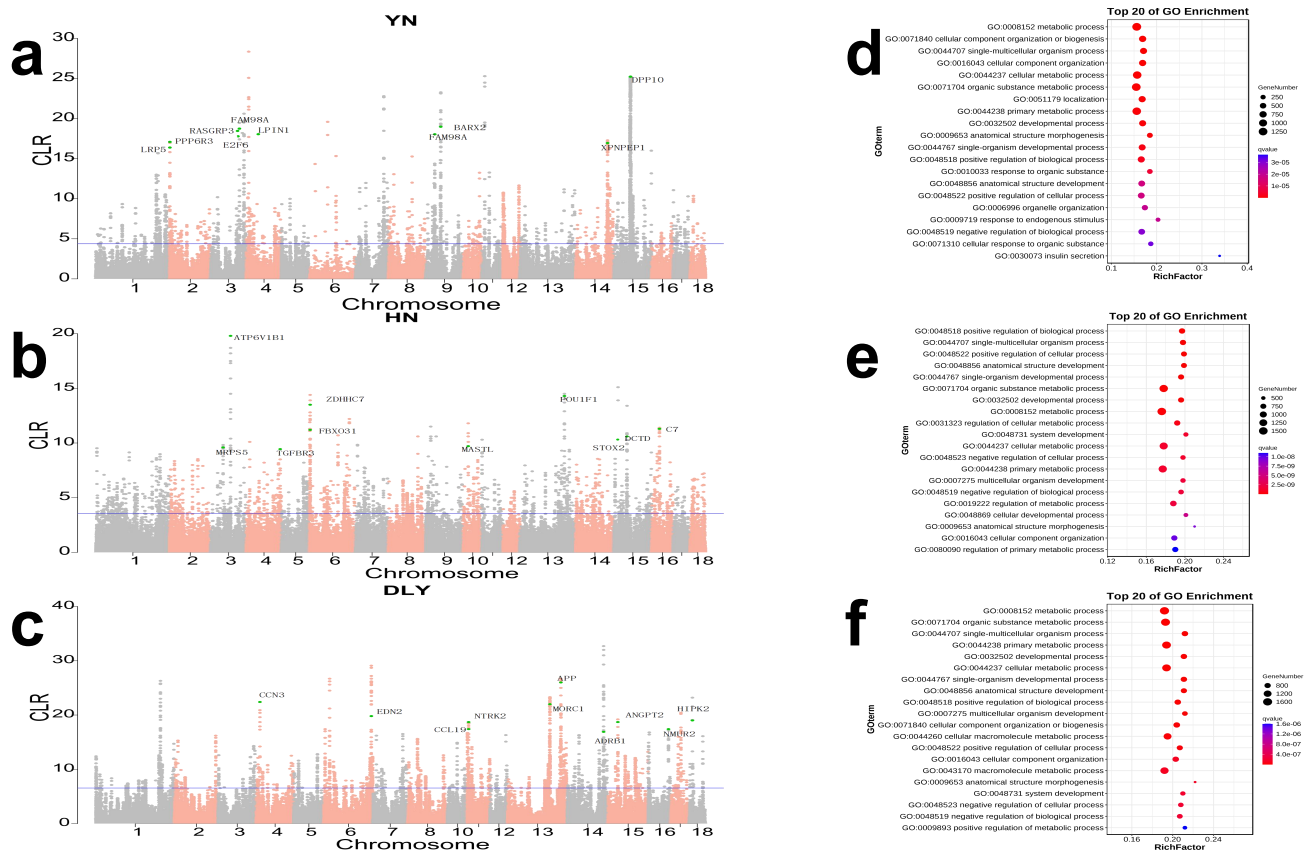 a
YN
30
25
20
15
10
5
0
CLR
LRP5
PPP6R3
RASGRP3
FAM98A
E2F6
LPIN1
FAM98A
BARX2
XPNPEP1
DPP10
1 2 3 4 5 6 7 8 9 10 12 14 15 16 18
Chromosome
b
HN
20
15
10
5
0
CLR
MRPS5
ATP6V1B1
TGFBR3
ZDHHC7
FBXO31
MASTL
POU1F1
STOX2
DCTD
C7
1 2 3 4 5 6 7 8 9 10 12 13 14 15 16 18
Chromosome
c
DLY
40
30
20
10
0
CLR
CCN3
EDN2
CCL19
NTRK2
MORC1
APP
ADRB1
ANGPT2
NMUR2
HIPK2
1 2 3 4 5 6 7 8 9 10 11 13 14 15 16 18
Chromosome
d
Top 20 of GO Enrichment
GOterm
GO:0008152 metabolic process
GO:0071840 cellular component organization or biogenesis
GO:0044707 single-multicellular organism process
GO:0016043 cellular component organization
GO:0044237 cellular metabolic process
GO:0071704 organic substance metabolic process
GO:0051179 localization
GO:0044238 primary metabolic process
GO:0032502 developmental process
GO:0009653 anatomical structure morphogenesis
GO:0044767 single-organism developmental process
GO:0048518 positive regulation of biological process
GO:0010033 response to organic substance
GO:0048856 anatomical structure development
GO:0048522 positive regulation of cellular process
GO:0006996 organelle organization
GO:0009719 response to endogenous stimulus
GO:0048519 negative regulation of biological process
GO:0071310 cellular response to organic substance
GO:0030073 insulin secretion
0.1 0.2 0.3 0.4
RichFactor
GeneNumber
250
500
750
1000
1250
qvalue
3e-05
2e-05
1e-05
e
Top 20 of GO Enrichment
GOterm
GO:0048518 positive regulation of biological process
GO:0044707 single-multicellular organism process
GO:0048522 positive regulation of cellular process
GO:0048856 anatomical structure development
GO:0044767 single-organism developmental process
GO:0071704 organic substance metabolic process
GO:0032502 developmental process
GO:0008152 metabolic process
GO:0031323 regulation of cellular metabolic process
GO:0048731 system development
GO:0044237 cellular metabolic process
GO:0048523 negative regulation of cellular process
GO:0044238 primary metabolic process
GO:0007275 multicellular organism development
GO:0048519 negative regulation of biological process
GO:0019222 regulation of metabolic process
GO:0048869 cellular developmental process
GO:0009653 anatomical structure morphogenesis
GO:0016043 cellular component organization
GO:0080090 regulation of primary metabolic process
0.12 0.16 0.20 0.24
RichFactor
GeneNumber
500
750
1000
1250
1500
qvalue
1.0e-08
7.5e-09
5.0e-09
2.5e-09
f
Top 20 of GO Enrichment
GOterm
GO:0008152 metabolic process
GO:0071704 organic substance metabolic process
GO:0044707 single-multicellular organism process
GO:0044238 primary metabolic process
GO:0032502 developmental process
GO:0044237 cellular metabolic process
GO:0044767 single-organism developmental process
GO:0048856 anatomical structure development
GO:0048518 positive regulation of biological process
GO:0007275 multicellular organism development
GO:0071840 cellular component organization or biogenesis
GO:0044260 cellular macromolecule metabolic process
GO:0048522 positive regulation of cellular process
GO:0016043 cellular component organization
GO:0043170 macromolecule metabolic process
GO:0009653 anatomical structure morphogenesis
GO:0048731 system development
GO:0048523 negative regulation of cellular process
GO:0048519 negative regulation of biological process
GO:0009893 positive regulation of metabolic process
0.16 0.20 0.24
RichFactor
GeneNumber
800
1200
1600
qvalue
1.6e-06
1.2e-06
8.0e-07
4.0e-07